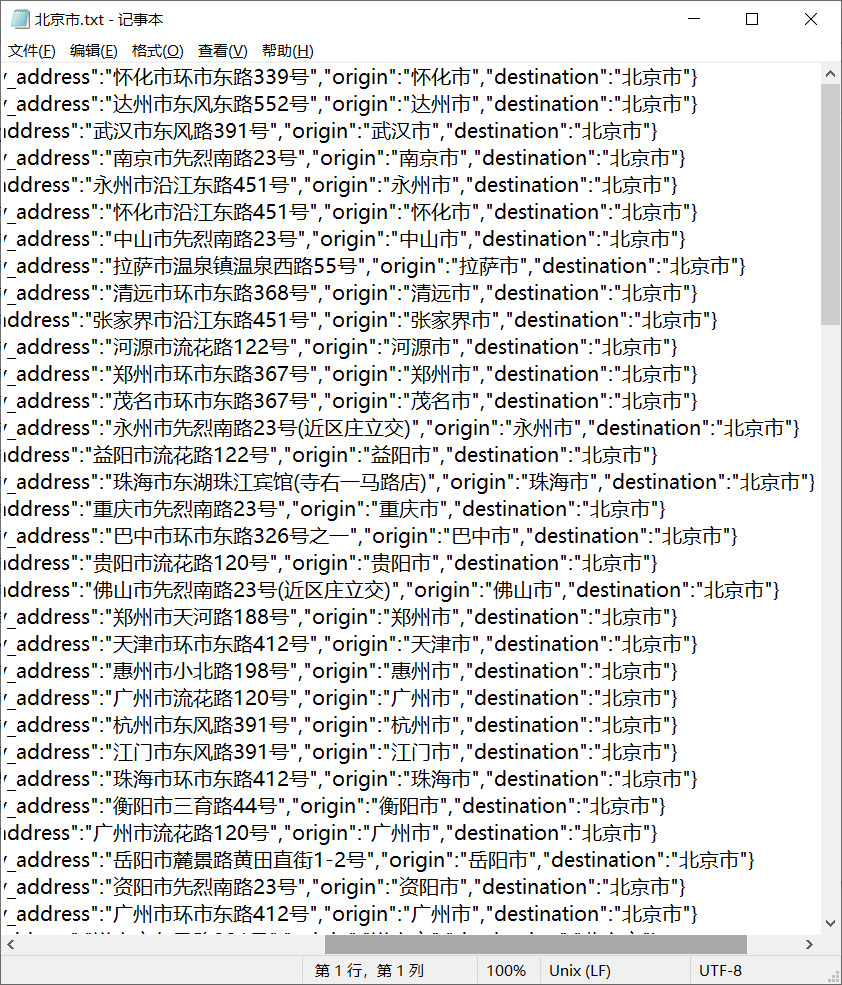 北京市.txt - 记事本
文件(F) 编辑(E) 格式(O) 查看(V) 帮助(H)
y_address":"怀化市环市东路339号","origin":"怀化市","destination":"北京市"}
y_address":"达州市东风东路552号","origin":"达州市","destination":"北京市"}
address":"武汉市东风路391号","origin":"武汉市","destination":"北京市"}
y_address":"南京市先烈南路23号","origin":"南京市","destination":"北京市"}
address":"永州市沿江东路451号","origin":"永州市","destination":"北京市"}
y_address":"怀化市沿江东路451号","origin":"怀化市","destination":"北京市"}
y_address":"中山市先烈南路23号","origin":"中山市","destination":"北京市"}
y_address":"拉萨市温泉镇温泉西路55号","origin":"拉萨市","destination":"北京市"}
y_address":"清远市环市东路368号","origin":"清远市","destination":"北京市"}
address":"张家界市沿江东路451号","origin":"张家界市","destination":"北京市"}
y_address":"河源市流花路122号","origin":"河源市","destination":"北京市"}
y_address":"郑州市环市东路367号","origin":"郑州市","destination":"北京市"}
y_address":"茂名市环市东路367号","origin":"茂名市","destination":"北京市"}
y_address":"永州市先烈南路23号(近区庄立交)","origin":"永州市","destination":"北京市"}
address":"益阳市流花路122号","origin":"益阳市","destination":"北京市"}
y_address":"珠海市东湖珠江宾馆(寺右一马路店)","origin":"珠海市","destination":"北京市"}
address":"重庆市先烈南路23号","origin":"重庆市","destination":"北京市"}
y_address":"巴中市环市东路326号之一","origin":"巴中市","destination":"北京市"}
address":"贵阳市流花路120号","origin":"贵阳市","destination":"北京市"}
address":"佛山市先烈南路23号(近区庄立交)","origin":"佛山市","destination":"北京市"}
y_address":"郑州市天河路188号","origin":"郑州市","destination":"北京市"}
y_address":"天津市环市东路412号","origin":"天津市","destination":"北京市"}
y_address":"惠州市小北路198号","origin":"惠州市","destination":"北京市"}
y_address":"广州市流花路120号","origin":"广州市","destination":"北京市"}
y_address":"杭州市东风路391号","origin":"杭州市","destination":"北京市"}
y_address":"江门市东风路391号","origin":"江门市","destination":"北京市"}
y_address":"珠海市环市东路412号","origin":"珠海市","destination":"北京市"}
y_address":"衡阳市三育路44号","origin":"衡阳市","destination":"北京市"}
address":"广州市流花路120号","origin":"广州市","destination":"北京市"}
y_address":"岳阳市麓景路黄田直街1-2号","origin":"岳阳市","destination":"北京市"}
y_address":"资阳市先烈南路23号","origin":"资阳市","destination":"北京市"}
y_address":"广州市环市东路412号","origin":"广州市","destination":"北京市"}
第 1 行，第 1 列 100% Unix (LF) UTF-8